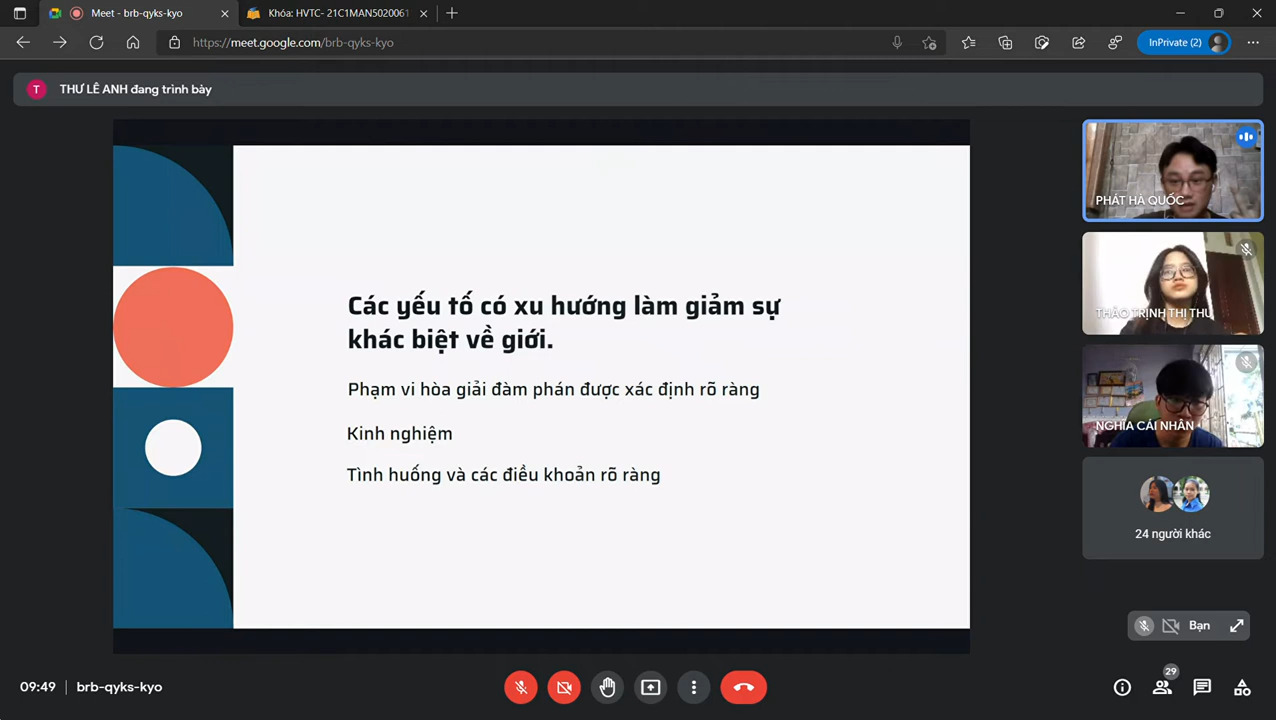 Meet - brb-qyks-kyo
Khóa: HVTC- 21C1MAN5020061
https://meet.google.com/brb-qyks-kyo
InPrivate (2)
T
THƯ LÊ ANH đang trình bày
Các yếu tố có xu hướng làm giảm sự
khác biệt về giới.
Phạm vi hòa giải đàm phán được xác định rõ ràng
Kinh nghiệm
Tình huống và các điều khoản rõ ràng
PHÁT HÀ QUỐC
THẢO TRỊNH THỊ THU
NGHĨA CÁI NHÂN
24 người khác
Bạn
09:49
brb-qyks-kyo
29